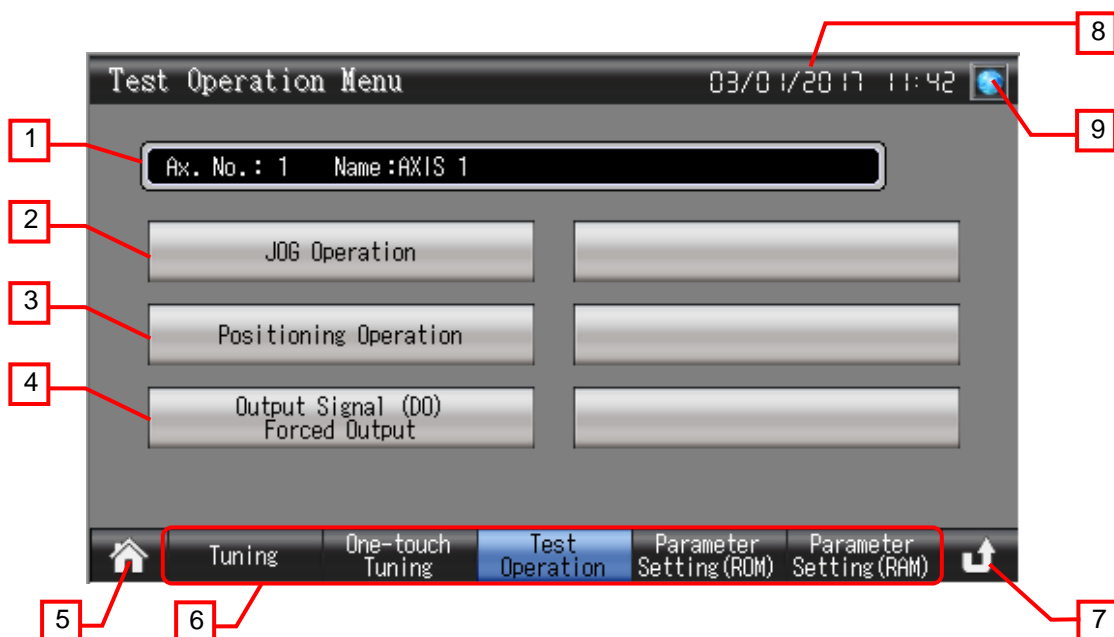 8
Test Operation Menu 03/01/2017 11:42
9
1
Ax. No.: 1 Name:AXIS 1
2
JOG Operation
3
Positioning Operation
4
Output Signal (DO)
Forced Output
Tuning
One-touch
Tuning
Test
Operation
Parameter
Setting(ROM)
Parameter
Setting(RAM)
5
6
7